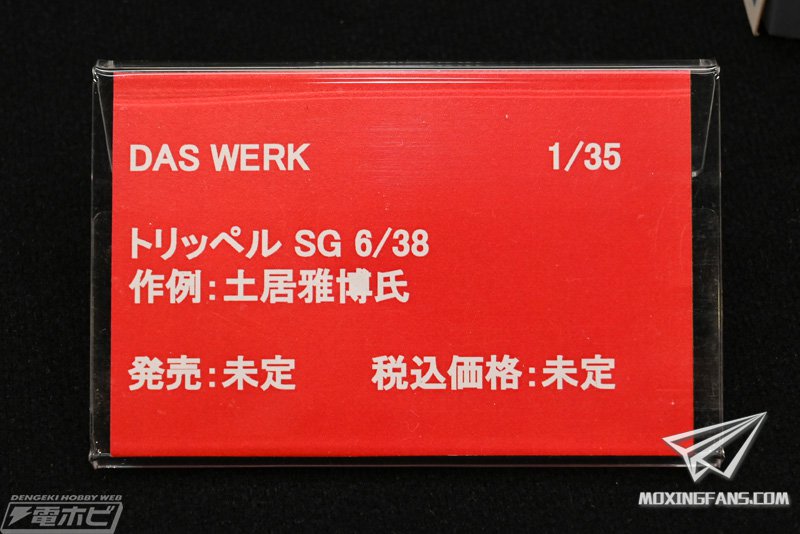 DAS WERK 1/35
トリッペル SG 6/38
作例：土居雅博氏
発売：未定 税込価格：未定
DENGEKI HOBBY WEB
電ホビ
MOXINGFANS.COM